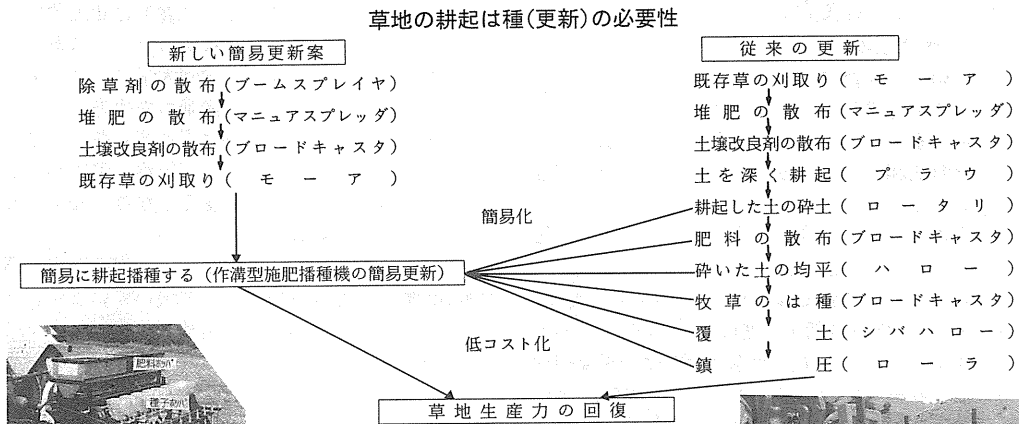 草地の耕起は種(更新)の必要性
新しい簡易更新案
除草剤の散布(ブームスプレイヤ)
堆肥の散布(マニュアスプレッダ)
土壌改良剤の散布(ブロードキャスタ)
既存草の刈取り(モーア)
簡易に耕起播種する(作溝型施肥播種機の簡易更新)
簡易化
低コスト化
従来の更新
既存草の刈取り(モーア)
堆肥の散布(マニュアスプレッダ)
土壌改良剤の散布(ブロードキャスタ)
土を深く耕起(プラウ)
耕起した土の砕土(ロータリ)
肥料の散布(ブロードキャスタ)
砕いた土の均平(ハロー)
牧草のは種(ブロードキャスタ)
覆土(シバハロー)
鎮圧(ローラ)
草地生産力の回復
肥料ホッパ
種子ホッパ